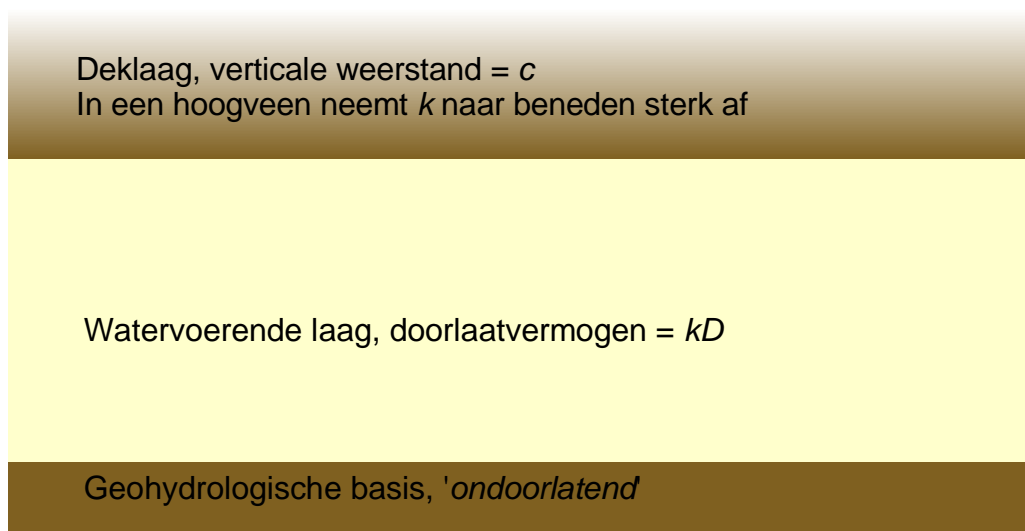 Deklaag, verticale weerstand = c
In een hoogveen neemt k naar beneden sterk af
Watervoerende laag, doorlaatvermogen = kD
Geohydrologische basis, 'ondoorlatend'